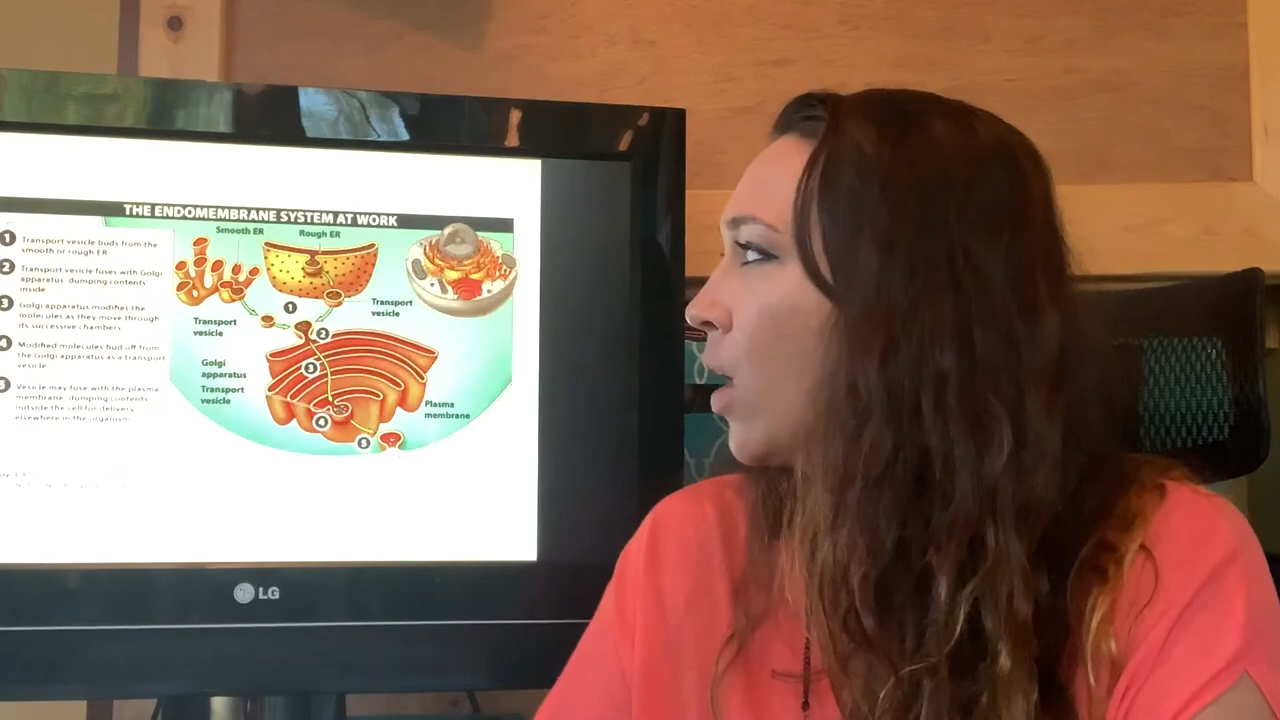 THE ENDOMEMBRANE SYSTEM AT WORK
Smooth ER
Rough ER
1 Transport vesicle buds from the
smooth or rough ER
2 Transport vesicle fuses with Golgi
apparatus, dumping contents
inside
3 Golgi apparatus modifies the
molecules as they move through
its successive chambers
4 Modified molecules bud off from
the Golgi apparatus as a transport
vesicle
5 Vesicle may fuse with the plasma
membrane, dumping contents
outside the cell for delivery
elsewhere in the organism
1
Transport
vesicle
Transport
vesicle
2
Golgi
apparatus
3
Transport
vesicle
Plasma
membrane
4
5
LG